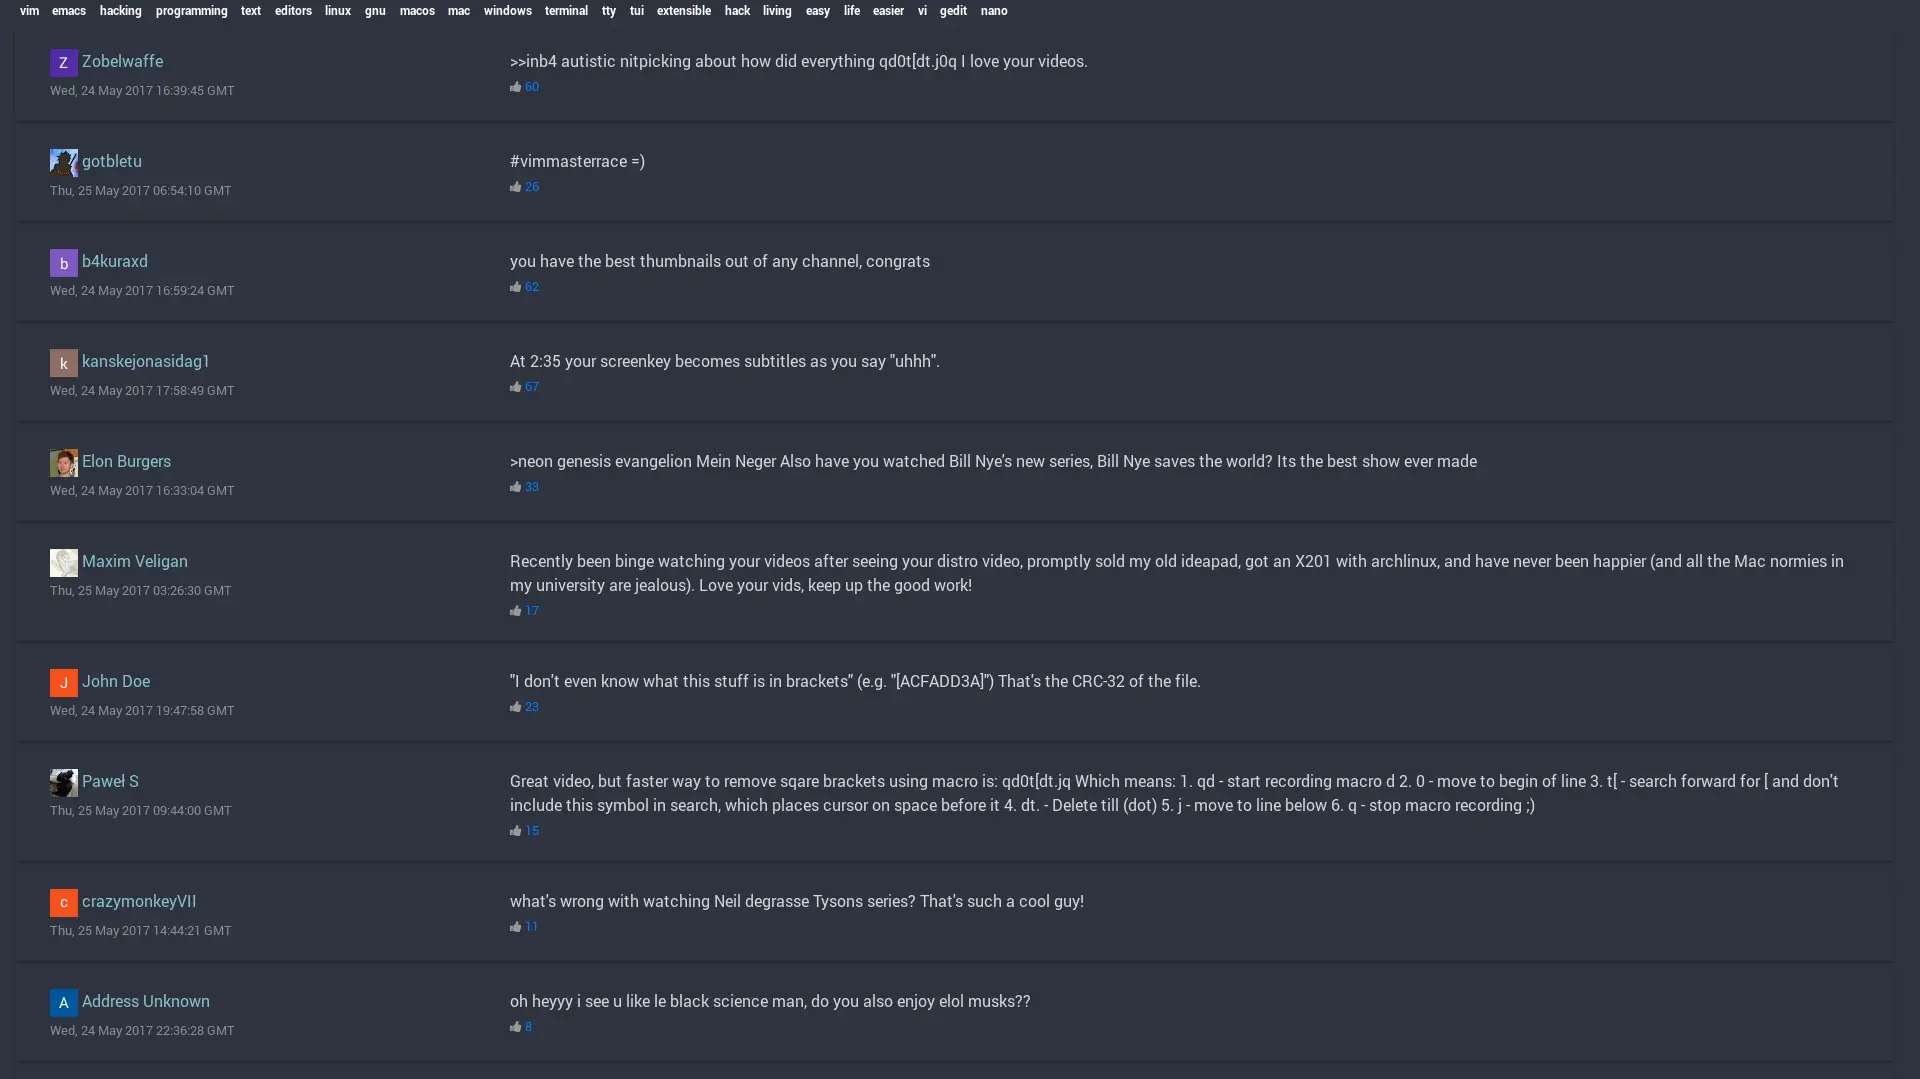 vim emacs hacking programming text editors linux gnu macos mac windows terminal tty tui extensible hack living easy life easier vi gedit nano
Z Zobelwaffe
Wed, 24 May 2017 16:39:45 GMT
>>inb4 autistic nitpicking about how did everything qd0t[dt.j0q I love your videos.
60
gotbletu
Thu, 25 May 2017 06:54:10 GMT
#vimmasterrace =)
26
b b4kuraxd
Wed, 24 May 2017 16:59:24 GMT
you have the best thumbnails out of any channel, congrats
62
k kanskejonasidag1
Wed, 24 May 2017 17:58:49 GMT
At 2:35 your screenkey becomes subtitles as you say "uhhh".
67
Elon Burgers
Wed, 24 May 2017 16:33:04 GMT
>neon genesis evangelion Mein Neger Also have you watched Bill Nye's new series, Bill Nye saves the world? Its the best show ever made
33
Maxim Veligan
Thu, 25 May 2017 03:26:30 GMT
Recently been binge watching your videos after seeing your distro video, promptly sold my old ideapad, got an X201 with archlinux, and have never been happier (and all the Mac normies in
my university are jealous). Love your vids, keep up the good work!
17
J John Doe
Wed, 24 May 2017 19:47:58 GMT
"I don't even know what this stuff is in brackets" (e.g. "[ACFADD3A]") That's the CRC-32 of the file.
23
Paweł S
Thu, 25 May 2017 09:44:00 GMT
Great video, but faster way to remove sqare brackets using macro is: qd0t[dt.jq Which means: 1. qd - start recording macro d 2. 0 - move to begin of line 3. t[ - search forward for [ and don't
include this symbol in search, which places cursor on space before it 4. dt. - Delete till (dot) 5. j - move to line below 6. q - stop macro recording ;)
15
c crazymonkeyVII
Thu, 25 May 2017 14:44:21 GMT
what's wrong with watching Neil degrasse Tysons series? That's such a cool guy!
11
A Address Unknown
Wed, 24 May 2017 22:36:28 GMT
oh heyyy i see u like le black science man, do you also enjoy elol musks??
8